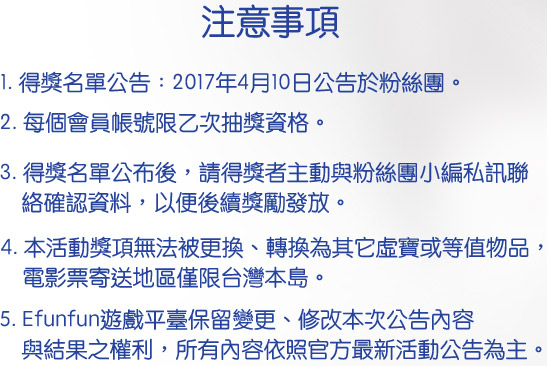 注意事項
1. 得獎名單公告：2017年4月10日公告於粉絲團。
2. 每個會員帳號限乙次抽獎資格。
3. 得獎名單公布後，請得獎者主動與粉絲團小編私訊聯
絡確認資料，以便後續獎勵發放。
4. 本活動獎項無法被更換、轉換為其它虛寶或等值物品，
電影票寄送地區僅限台灣本島。
5. Efunfun遊戲平臺保留變更、修改本次公告內容
與結果之權利，所有內容依照官方最新活動公告為主。